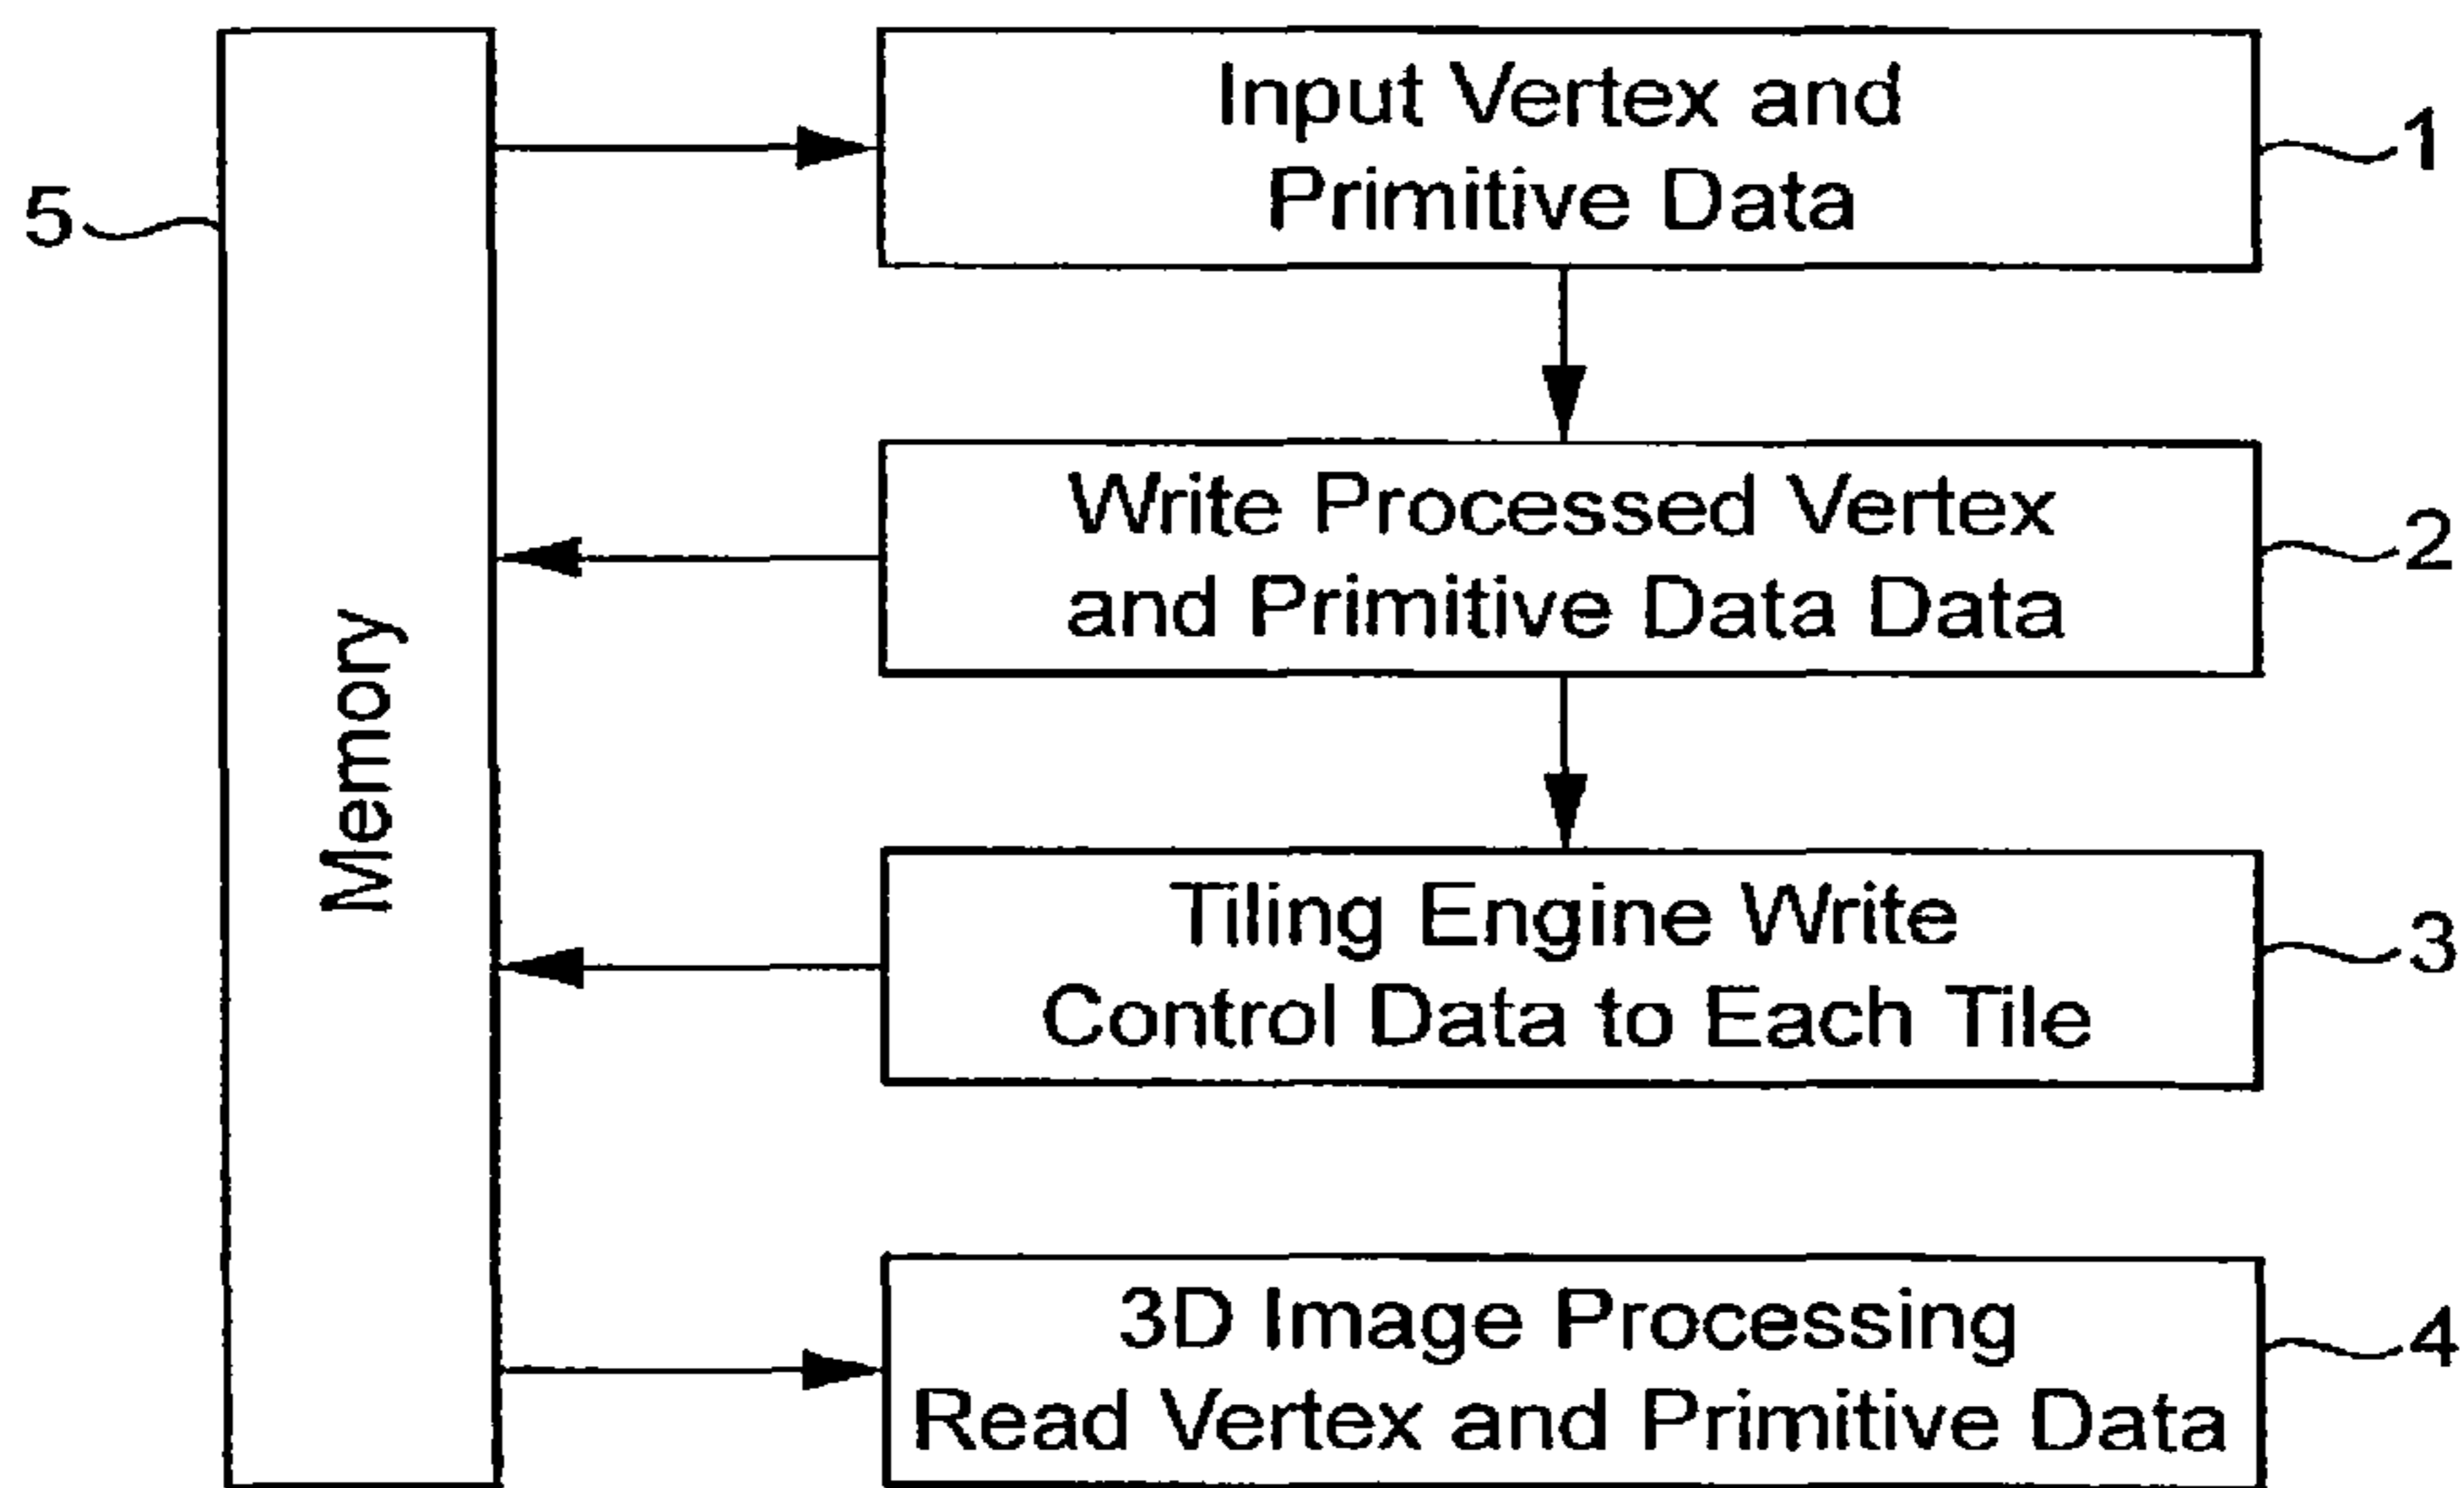 Input Vertex and
Primitive Data
1
5
Write Processed Vertex
and Primitive Data Data
2
Memory
Tiling Engine Write
Control Data to Each Tile
3
3D Image Processing
Read Vertex and Primitive Data
4